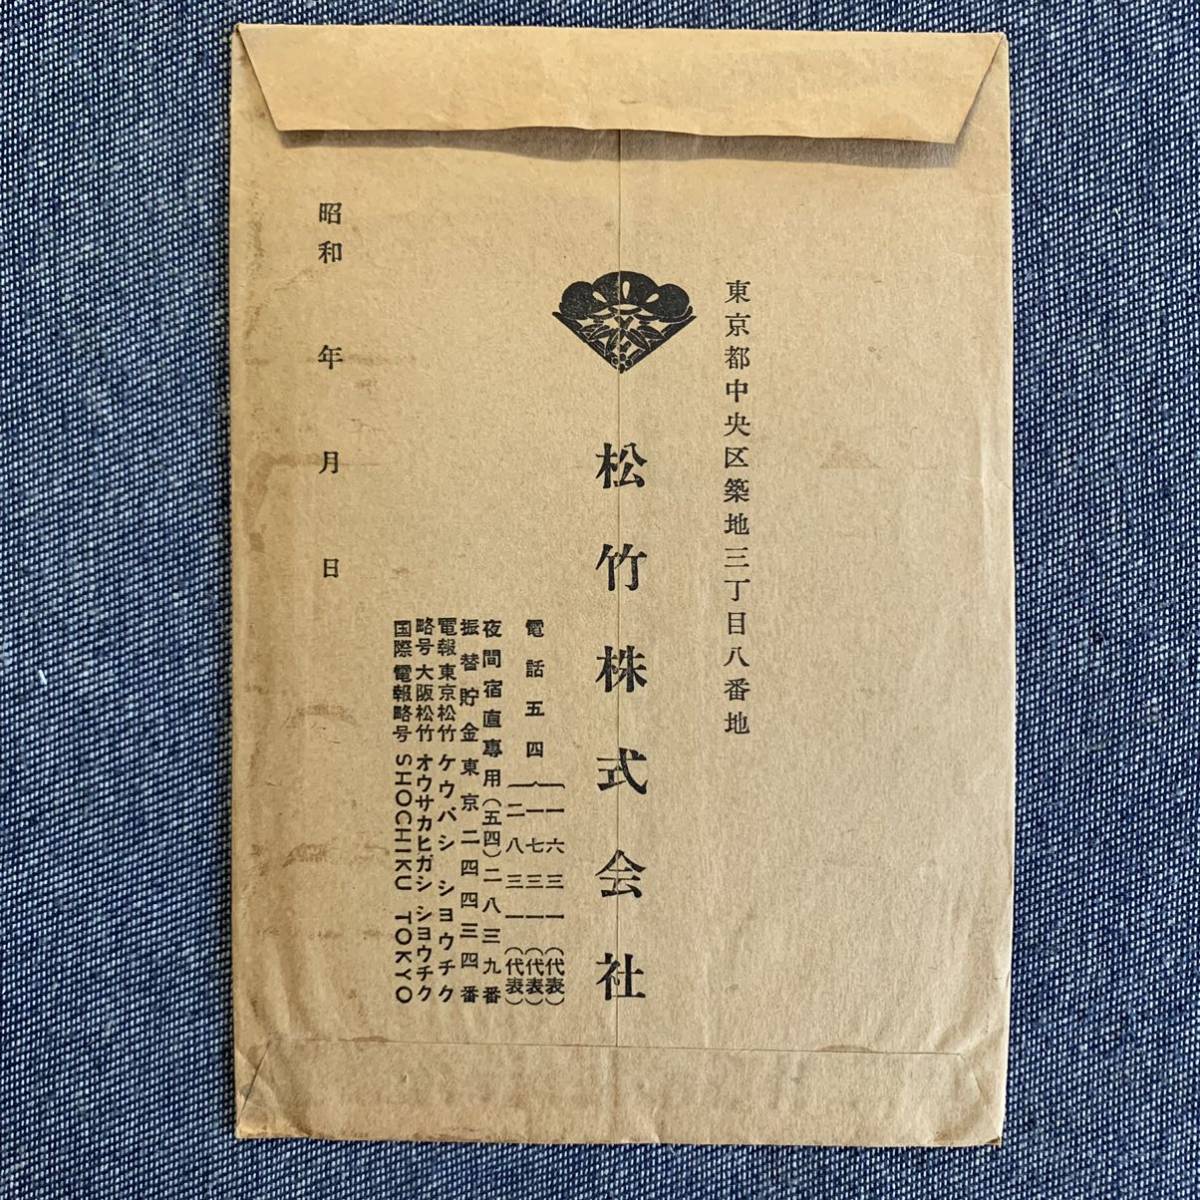 東京都中央区築地三丁目八番地
松竹株式会社
電話五四
一六三一(代表)
一七三一(代表)
二八三一(代表)
夜間宿直専用(五四)二八三九番
振替貯金東京二四四三四番
電報 東京松竹 ケウバシ シヨウチク
略号 大阪松竹 オウサカヒガシ シヨウチク
国際電報略号 SHOCHIKU TOKYO
昭和 年 月 日